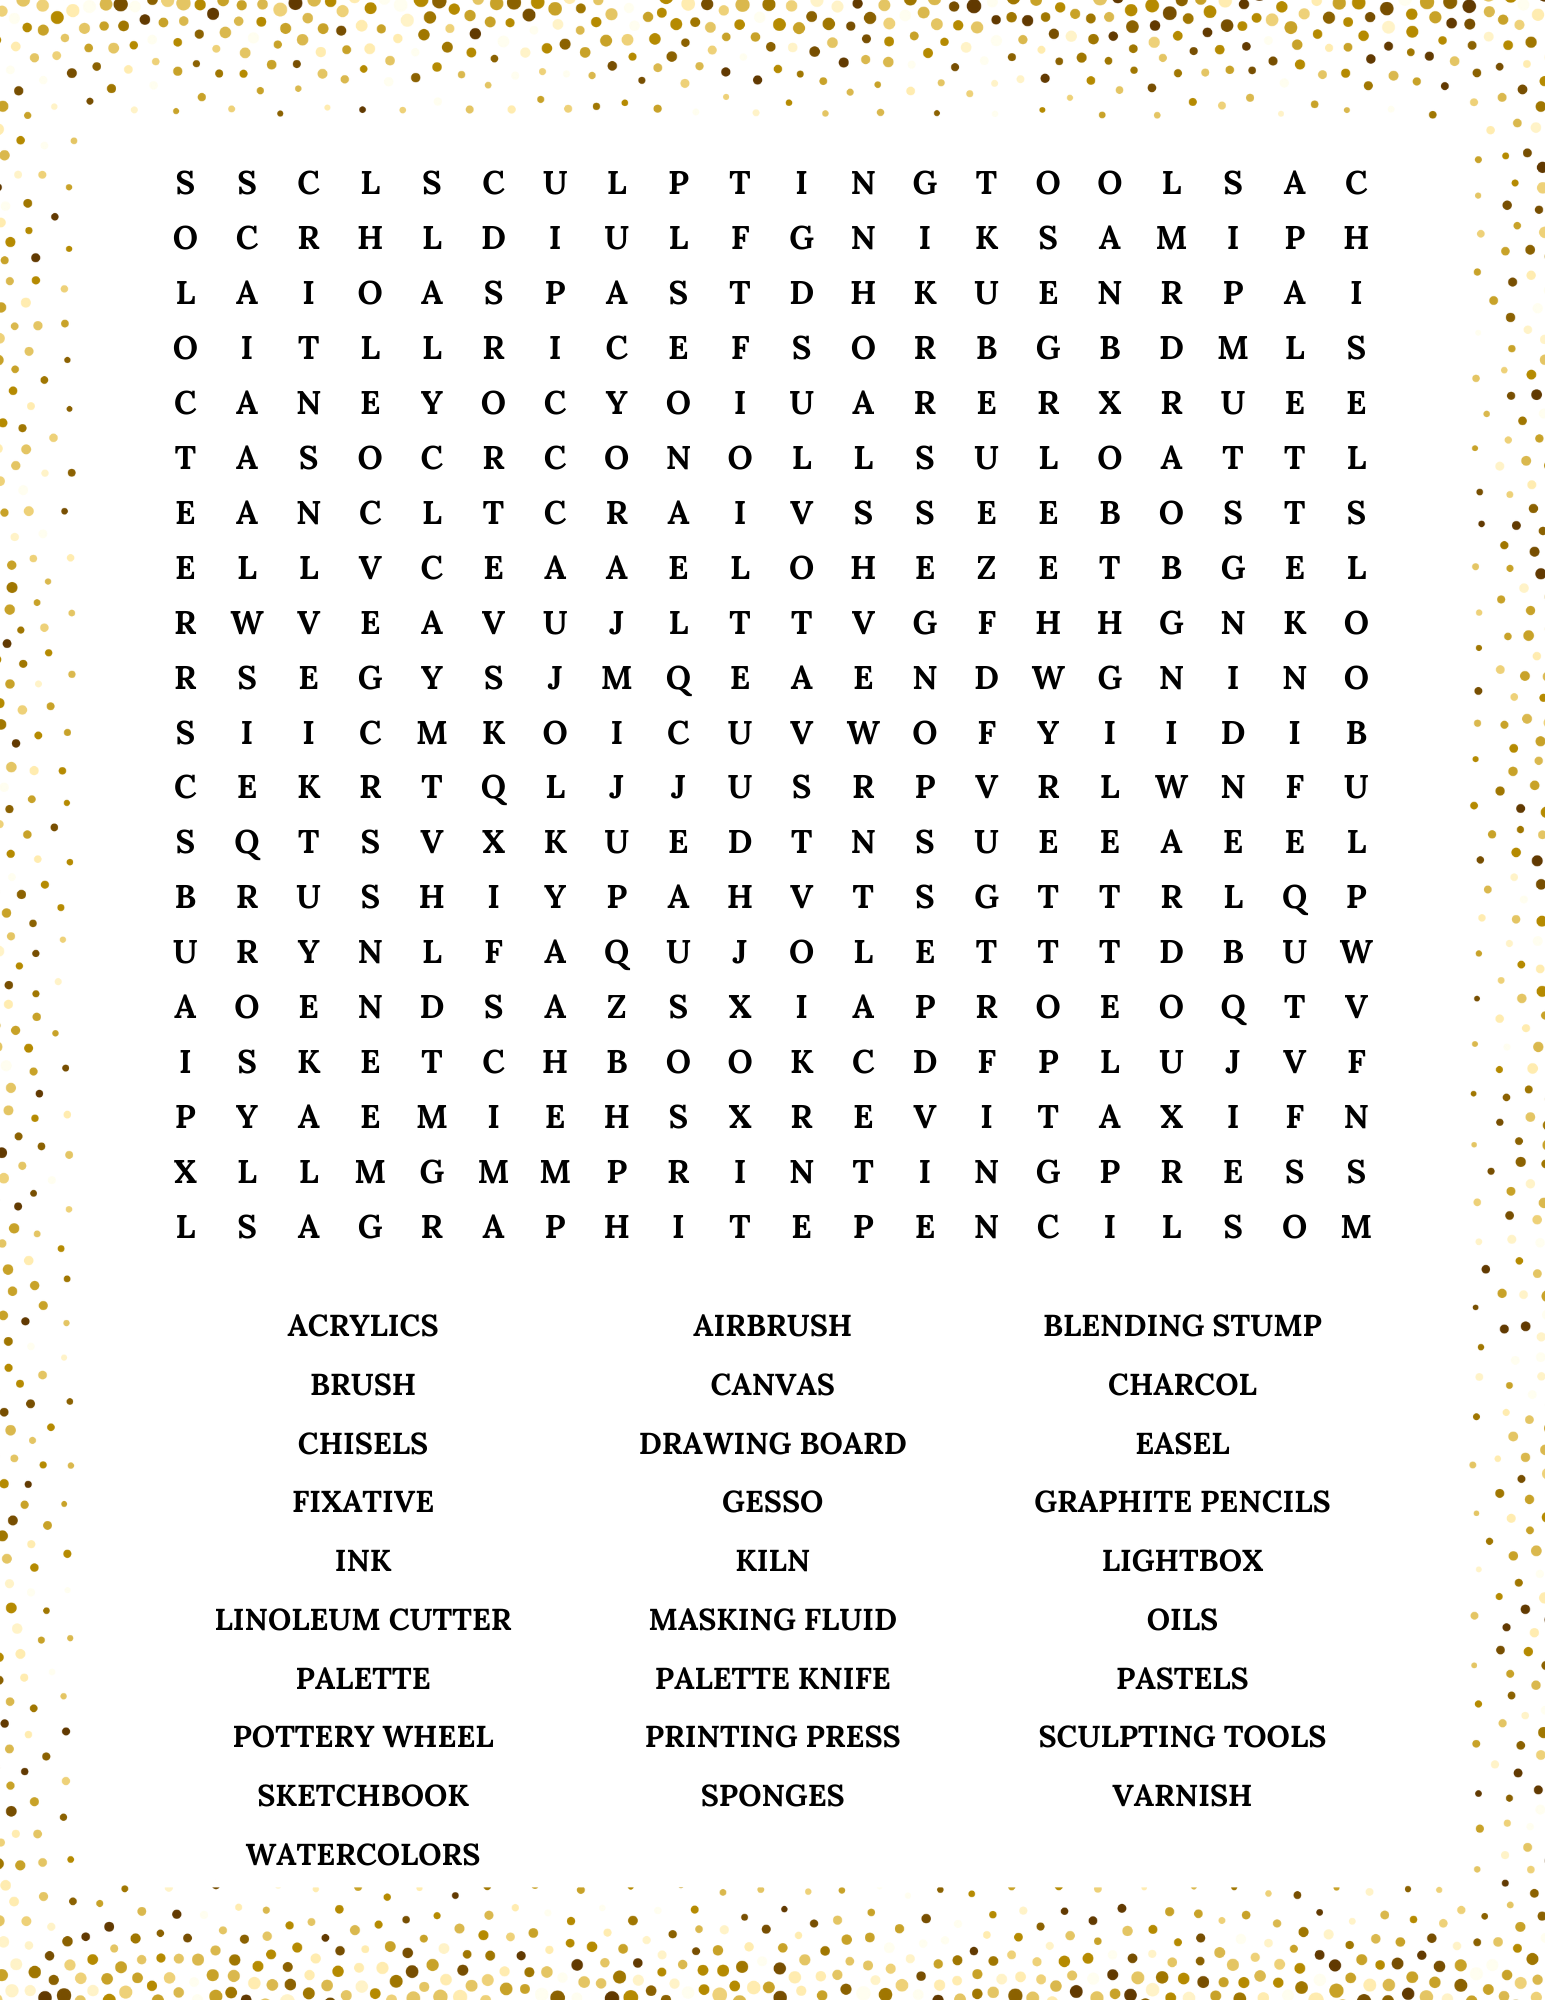 S S C L S C U L P T I N G T O O L S A C
O C R H L D I U L F G N I K S A M I P H
L A I O A S P A S T D H K U E N R P A I
O I T L L R I C E F S O R B G B D M L S
C A N E Y O C Y O I U A R E R X R U E E
T A S O C R C O N O L L S U L O A T T L
E A N C L T C R A I V S S E E B O S T S
E L L V C E A A E L O H E Z E T B G E L
R W V E A V U J L T T V G F H H G N K O
R S E G Y S J M Q E A E N D W G N I N O
S I I C M K O I C U V W O F Y I I D I B
C E K R T Q L J J U S R P V R L W N F U
S Q T S V X K U E D T N S U E E A E E L
B R U S H I Y P A H V T S G T T R L Q P
U R Y N L F A Q U J O L E T T T D B U W
A O E N D S A Z S X I A P R O E O Q T V
I S K E T C H B O O K C D F P L U J V F
P Y A E M I E H S X R E V I T A X I F N
X L L M G M M P R I N T I N G P R E S S
L S A G R A P H I T E P E N C I L S O M
ACRYLICS AIRBRUSH BLENDING STUMP
BRUSH CANVAS CHARCOL
CHISELS DRAWING BOARD EASEL
FIXATIVE GESSO GRAPHITE PENCILS
INK KILN LIGHTBOX
LINOLEUM CUTTER MASKING FLUID OILS
PALETTE PALETTE KNIFE PASTELS
POTTERY WHEEL PRINTING PRESS SCULPTING TOOLS
SKETCHBOOK SPONGES VARNISH
WATERCOLORS